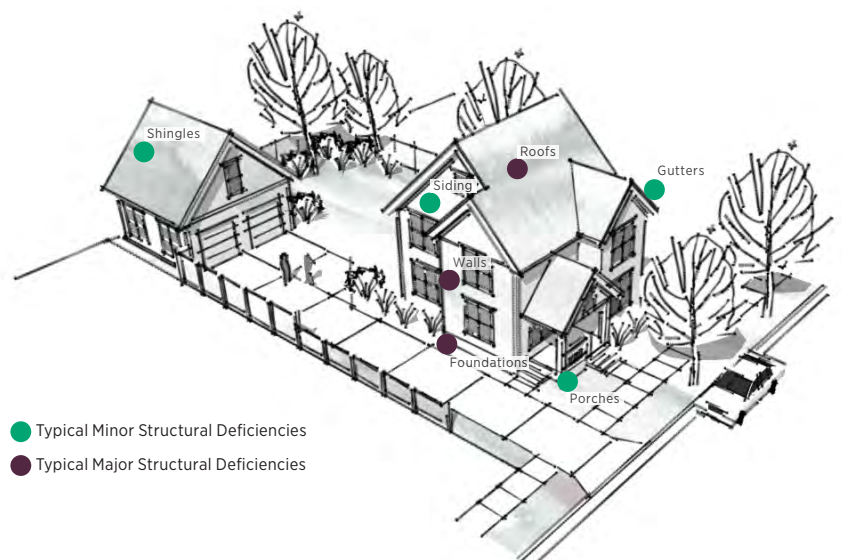 Shingles
Roofs
Gutters
Siding
Walls
Foundations
Porches
Typical Minor Structural Deficiencies
Typical Major Structural Deficiencies